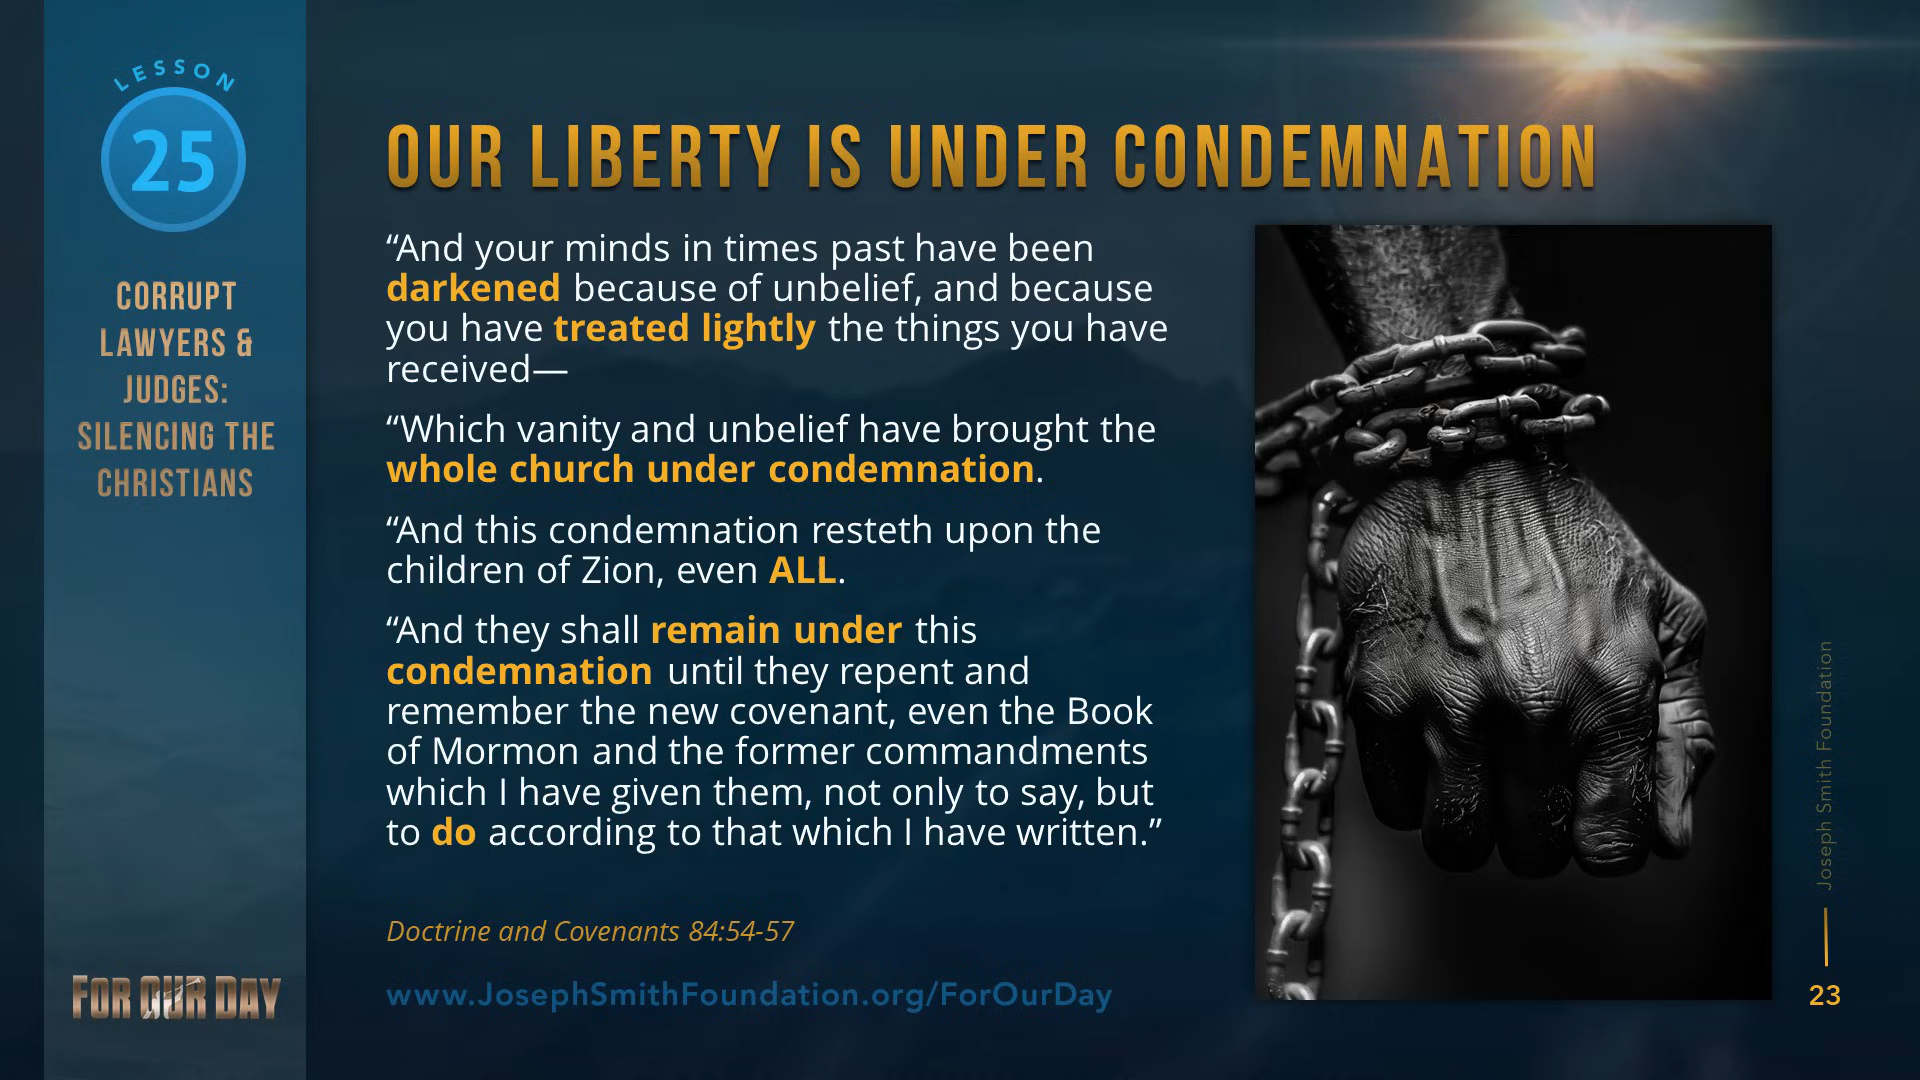 LESSON
25
CORRUPT
LAWYERS &
JUDGES:
SILENCING THE
CHRISTIANS
FOR OUR DAY
OUR LIBERTY IS UNDER CONDEMNATION
“And your minds in times past have been
darkened because of unbelief, and because
you have treated lightly the things you have
received—
“Which vanity and unbelief have brought the
whole church under condemnation.
“And this condemnation resteth upon the
children of Zion, even ALL.
“And they shall remain under this
condemnation until they repent and
remember the new covenant, even the Book
of Mormon and the former commandments
which I have given them, not only to say, but
to do according to that which I have written.”
Doctrine and Covenants 84:54-57
www.JosephSmithFoundation.org/ForOurDay
Joseph Smith Foundation
23